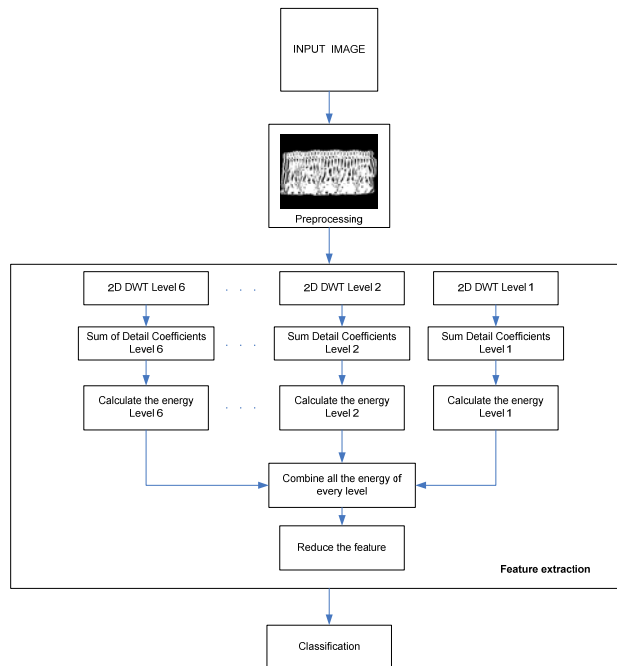 INPUT IMAGE
Preprocessing
2D DWT Level 6
. . .
2D DWT Level 2
2D DWT Level 1
Sum of Detail Coefficients
Level 6
. . .
Sum Detail Coefficients
Level 2
Sum Detail Coefficients
Level 1
Calculate the energy
Level 6
. . .
Calculate the energy
Level 2
Calculate the energy
Level 1
Combine all the energy of
every level
Reduce the feature
Feature extraction
Classification